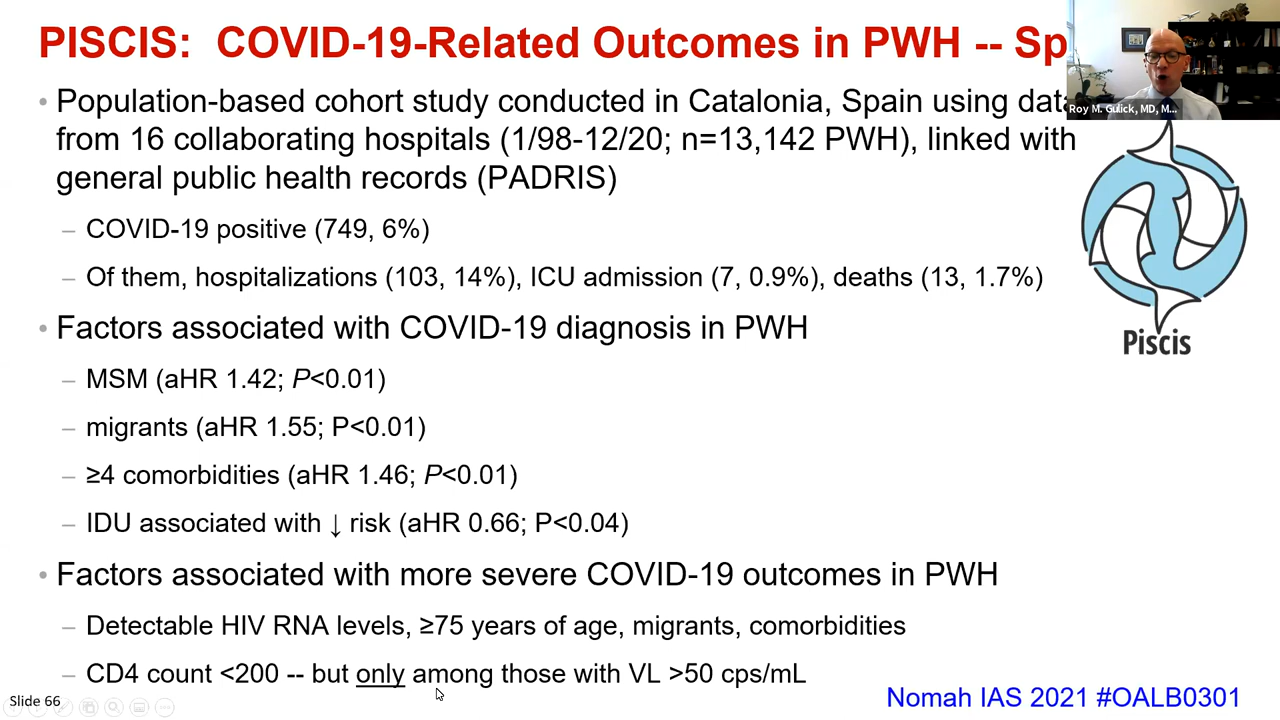 PISCIS: COVID-19-Related Outcomes in PWH -- Sp
Roy M. Gulick, MD, M...
• Population-based cohort study conducted in Catalonia, Spain using data
from 16 collaborating hospitals (1/98-12/20; n=13,142 PWH), linked with
general public health records (PADRIS)
– COVID-19 positive (749, 6%)
– Of them, hospitalizations (103, 14%), ICU admission (7, 0.9%), deaths (13, 1.7%)
Piscis
• Factors associated with COVID-19 diagnosis in PWH
– MSM (aHR 1.42; P<0.01)
– migrants (aHR 1.55; P<0.01)
– ≥4 comorbidities (aHR 1.46; P<0.01)
– IDU associated with ↓ risk (aHR 0.66; P<0.04)
• Factors associated with more severe COVID-19 outcomes in PWH
– Detectable HIV RNA levels, ≥75 years of age, migrants, comorbidities
– CD4 count <200 -- but only among those with VL >50 cps/mL
Slide 66
Nomah IAS 2021 #OALB0301